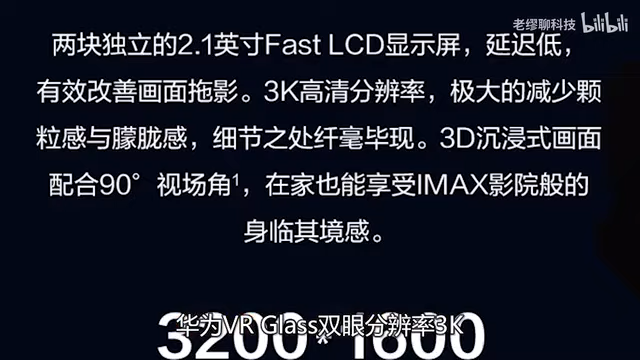 老缪聊科技 bilibili
两块独立的2.1英寸Fast LCD显示屏，延迟低，
有效改善画面拖影。3K高清分辨率，极大的减少颗
粒感与朦胧感，细节之处纤毫毕现。3D沉浸式画面
配合90°视场角¹，在家也能享受IMAX影院般的
身临其境感。
华为VR Glass双眼分辨率3K
3200*1600